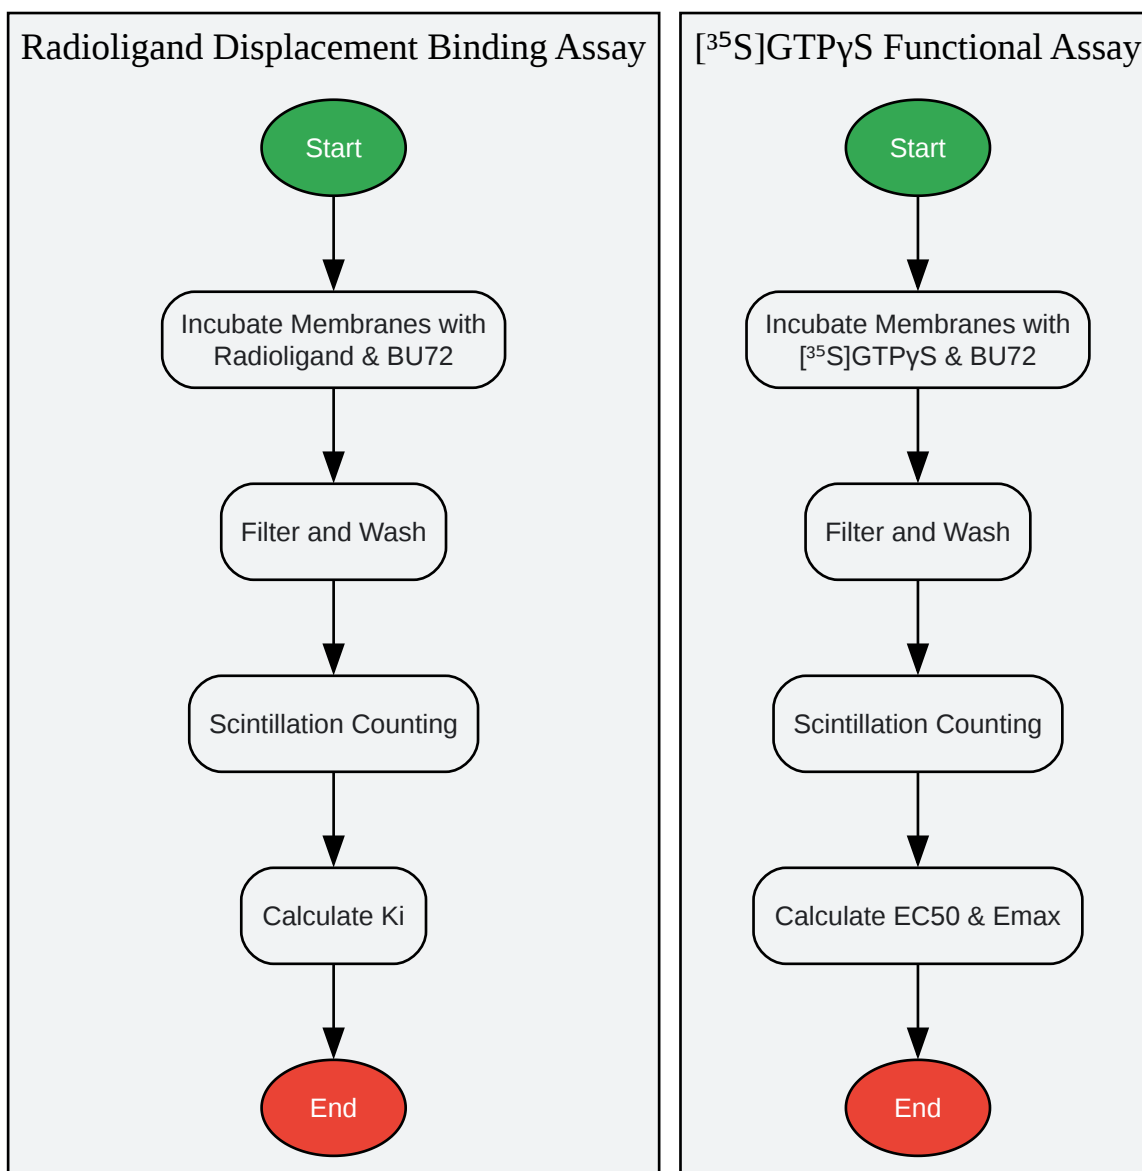 Radioligand Displacement Binding Assay
Start
Incubate Membranes with
Radioligand & BU72
Filter and Wash
Scintillation Counting
Calculate Ki
End
[³⁵S]GTPγS Functional Assay
Start
Incubate Membranes with
[³⁵S]GTPγS & BU72
Filter and Wash
Scintillation Counting
Calculate EC50 & Emax
End